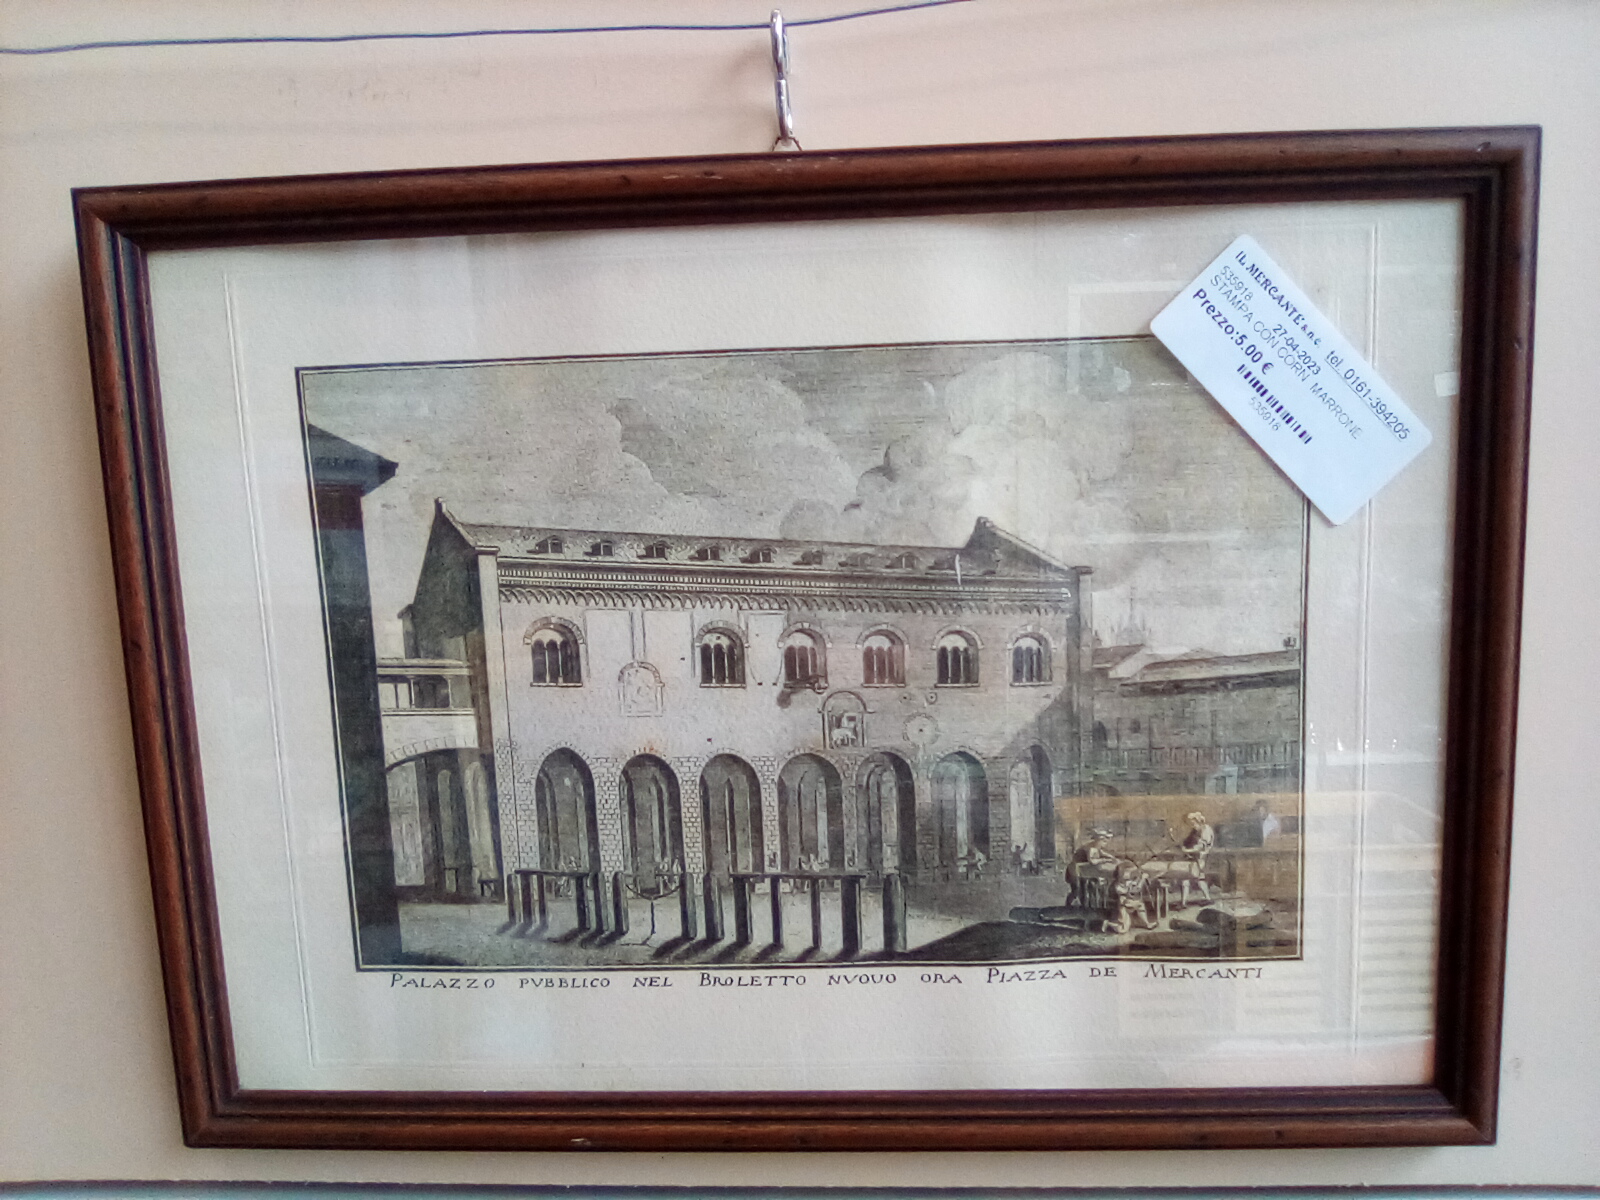 IL MERCANTE s.n.c. tel. 0161-394205
535918 27-04-2023
STAMPA CON CORN MARRONE
Prezzo:5.00 €
535918
PALAZZO PVBBLICO NEL BROLETTO NVOVO ORA PIAZZA DE MERCANTI